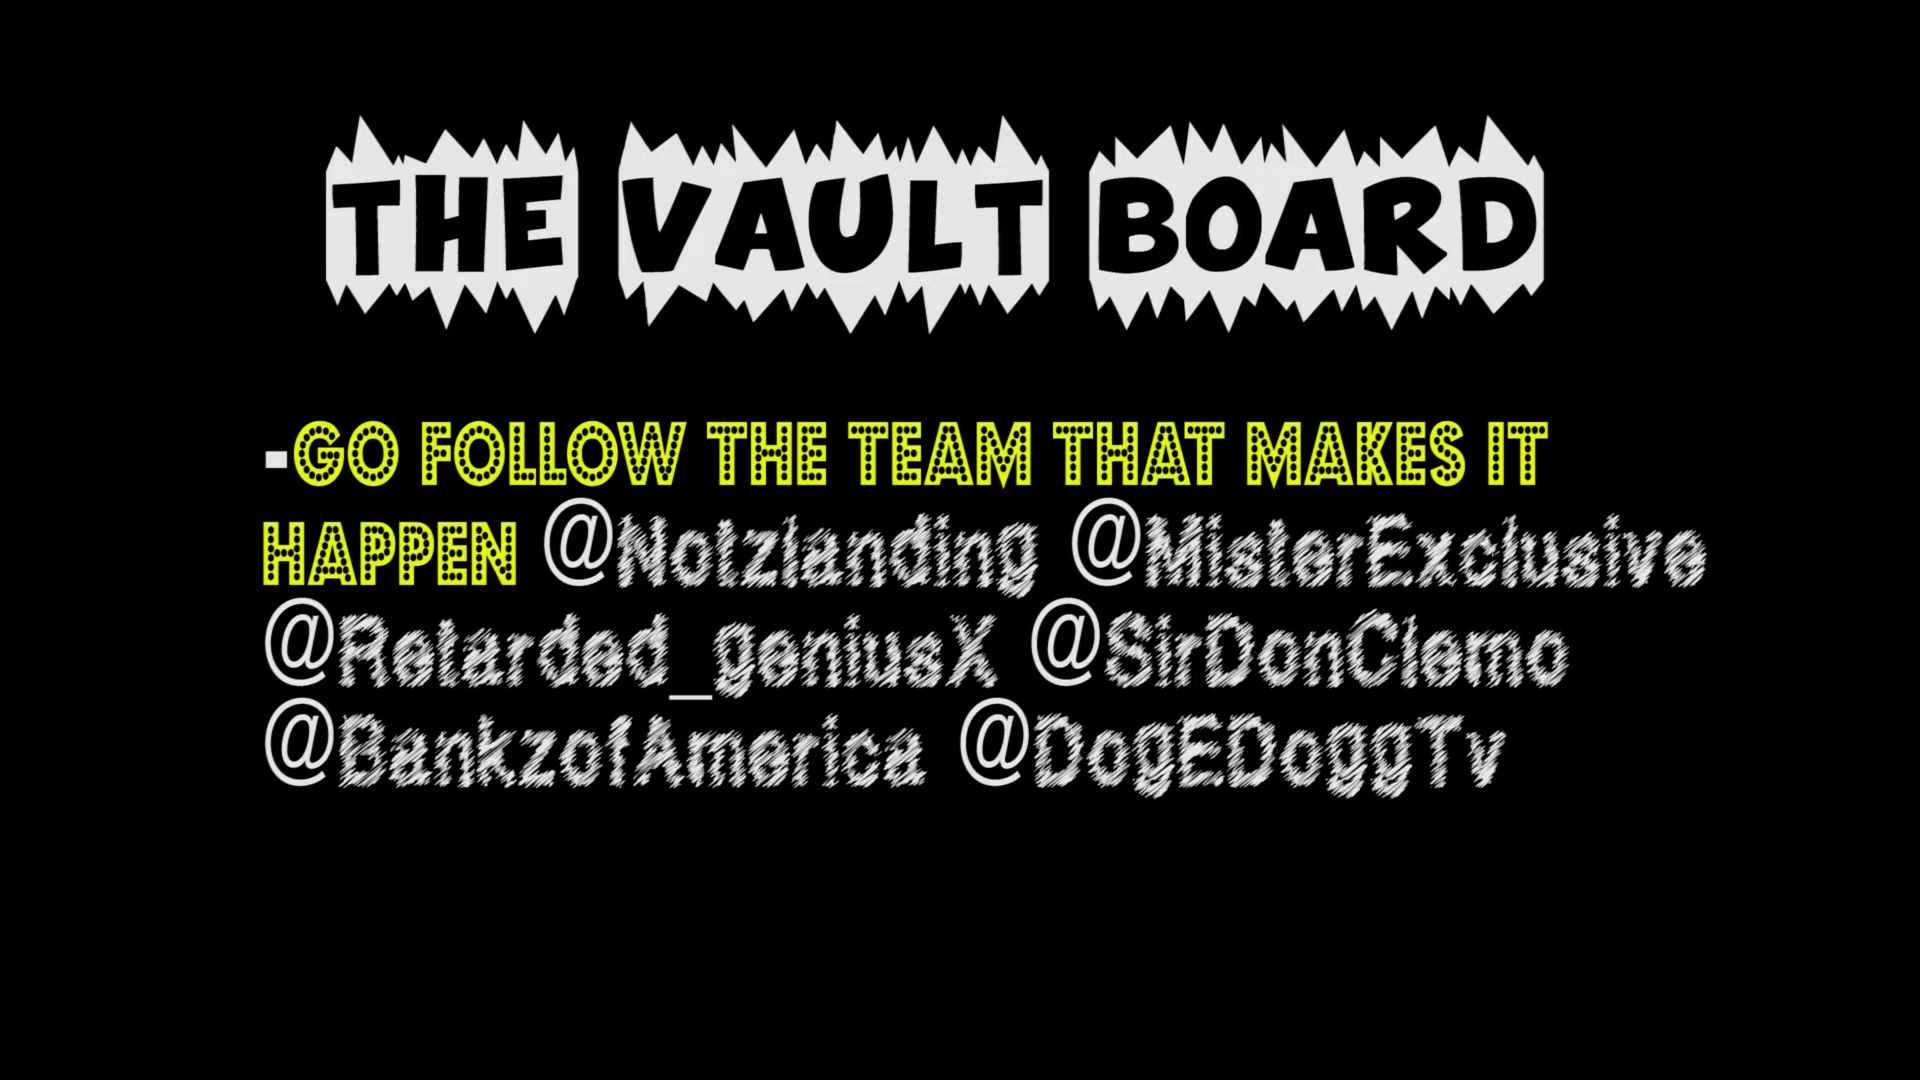 THE VAULT BOARD
-GO FOLLOW THE TEAM THAT MAKES IT
HAPPEN @Notzlanding @MisterExclusive
@Retarded_geniusX @SirDonClemo
@BankzofAmerica @DogEDoggTv